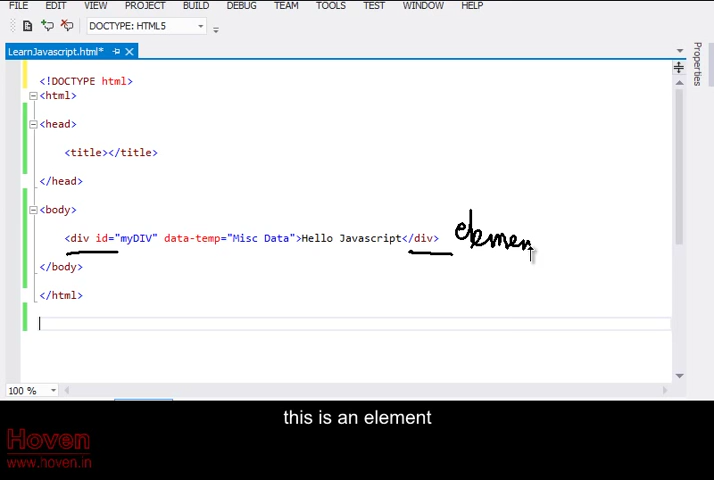 FILE EDIT VIEW PROJECT BUILD DEBUG TEAM TOOLS TEST WINDOW HELP
DOCTYPE: HTML5
LearnJavascript.html*
Properties
<!DOCTYPE html>
<html>
<head>
<title></title>
</head>
<body>
<div id="myDIV" data-temp="Misc Data">Hello Javascript</div> elemen
</body>
</html>
100 %
this is an element
Hoven
www.hoven.in